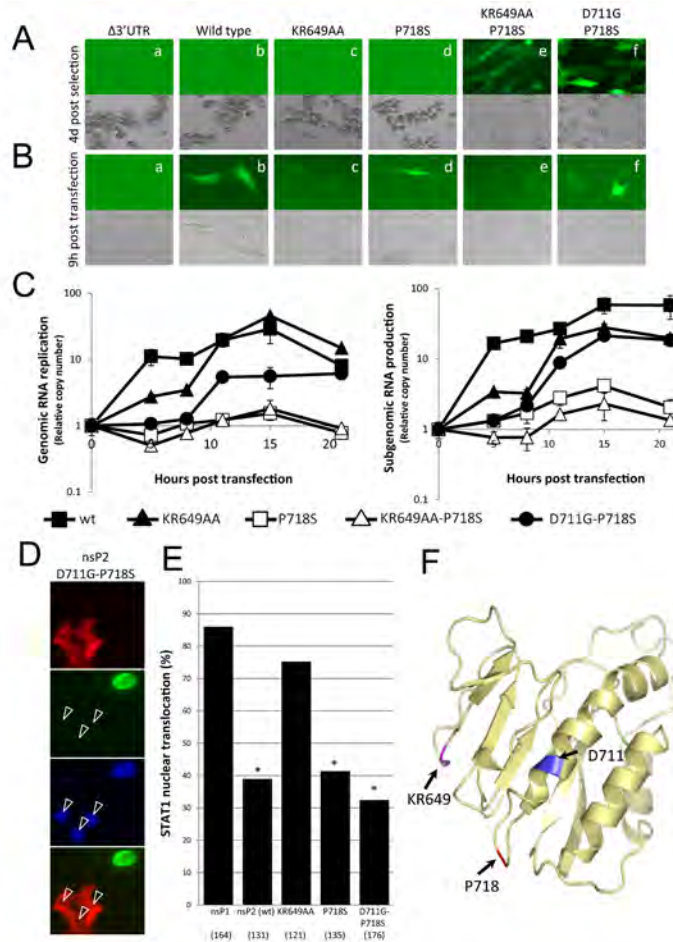 A
Δ3'UTR
Wild type
KR649AA
P718S
KR649AA
P718S
D711G
P718S
4d post selection
a
b
c
d
e
f
B
9h post transfection
a
b
c
d
e
f
C
Genomic RNA replication
(Relative copy number)
100
10
1
0.1
0
5
10
15
20
Hours post transfection
Subgenomic RNA production
(Relative copy number)
100
10
1
0.1
0
5
10
15
20
Hours post transfection
wt
KR649AA
P718S
KR649AA-P718S
D711G-P718S
D
nsP2
D711G-P718S
E
STAT1 nuclear translocation (%)
100
90
80
70
60
50
40
30
20
10
0
*
*
*
nsP1
nsP2 (wt)
KR649AA
P718S
D711G-
P718S
(164)
(131)
(121)
(135)
(176)
F
D711
KR649
P718